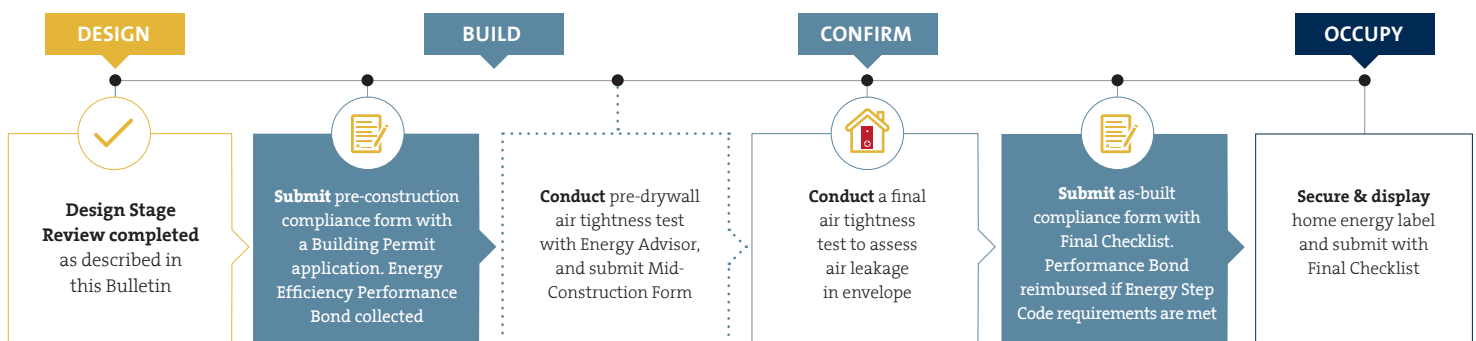 DESIGN
BUILD
CONFIRM
OCCUPY
Design Stage
Review completed
as described in
this Bulletin
Submit pre-construction
compliance form with
a Building Permit
application. Energy
Efficiency Performance
Bond collected
Conduct pre-drywall
air tightness test
with Energy Advisor,
and submit Mid-
Construction Form
Conduct a final
air tightness
test to assess
air leakage
in envelope
Submit as-built
compliance form with
Final Checklist.
Performance Bond
reimbursed if Energy Step
Code requirements are met
Secure & display
home energy label
and submit with
Final Checklist